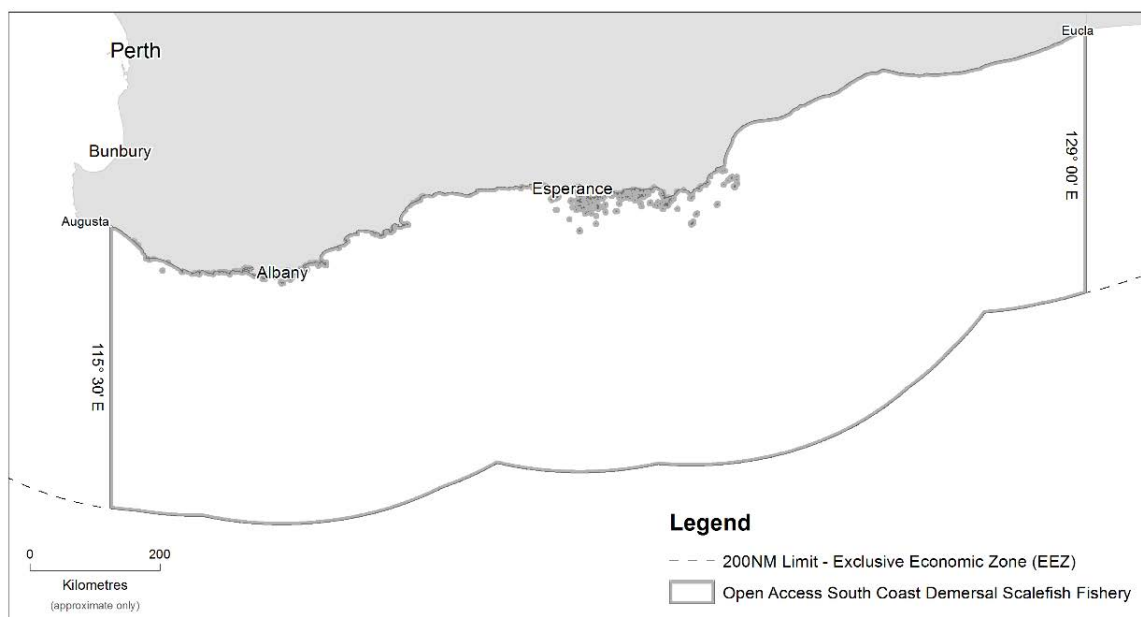 Eucla
Perth
Bunbury
129° 00' E
Esperance
Augusta
Albany
115° 30' E
Legend
0 200
Kilometres
(approximate only)
200NM Limit - Exclusive Economic Zone (EEZ)
Open Access South Coast Demersal Scalefish Fishery